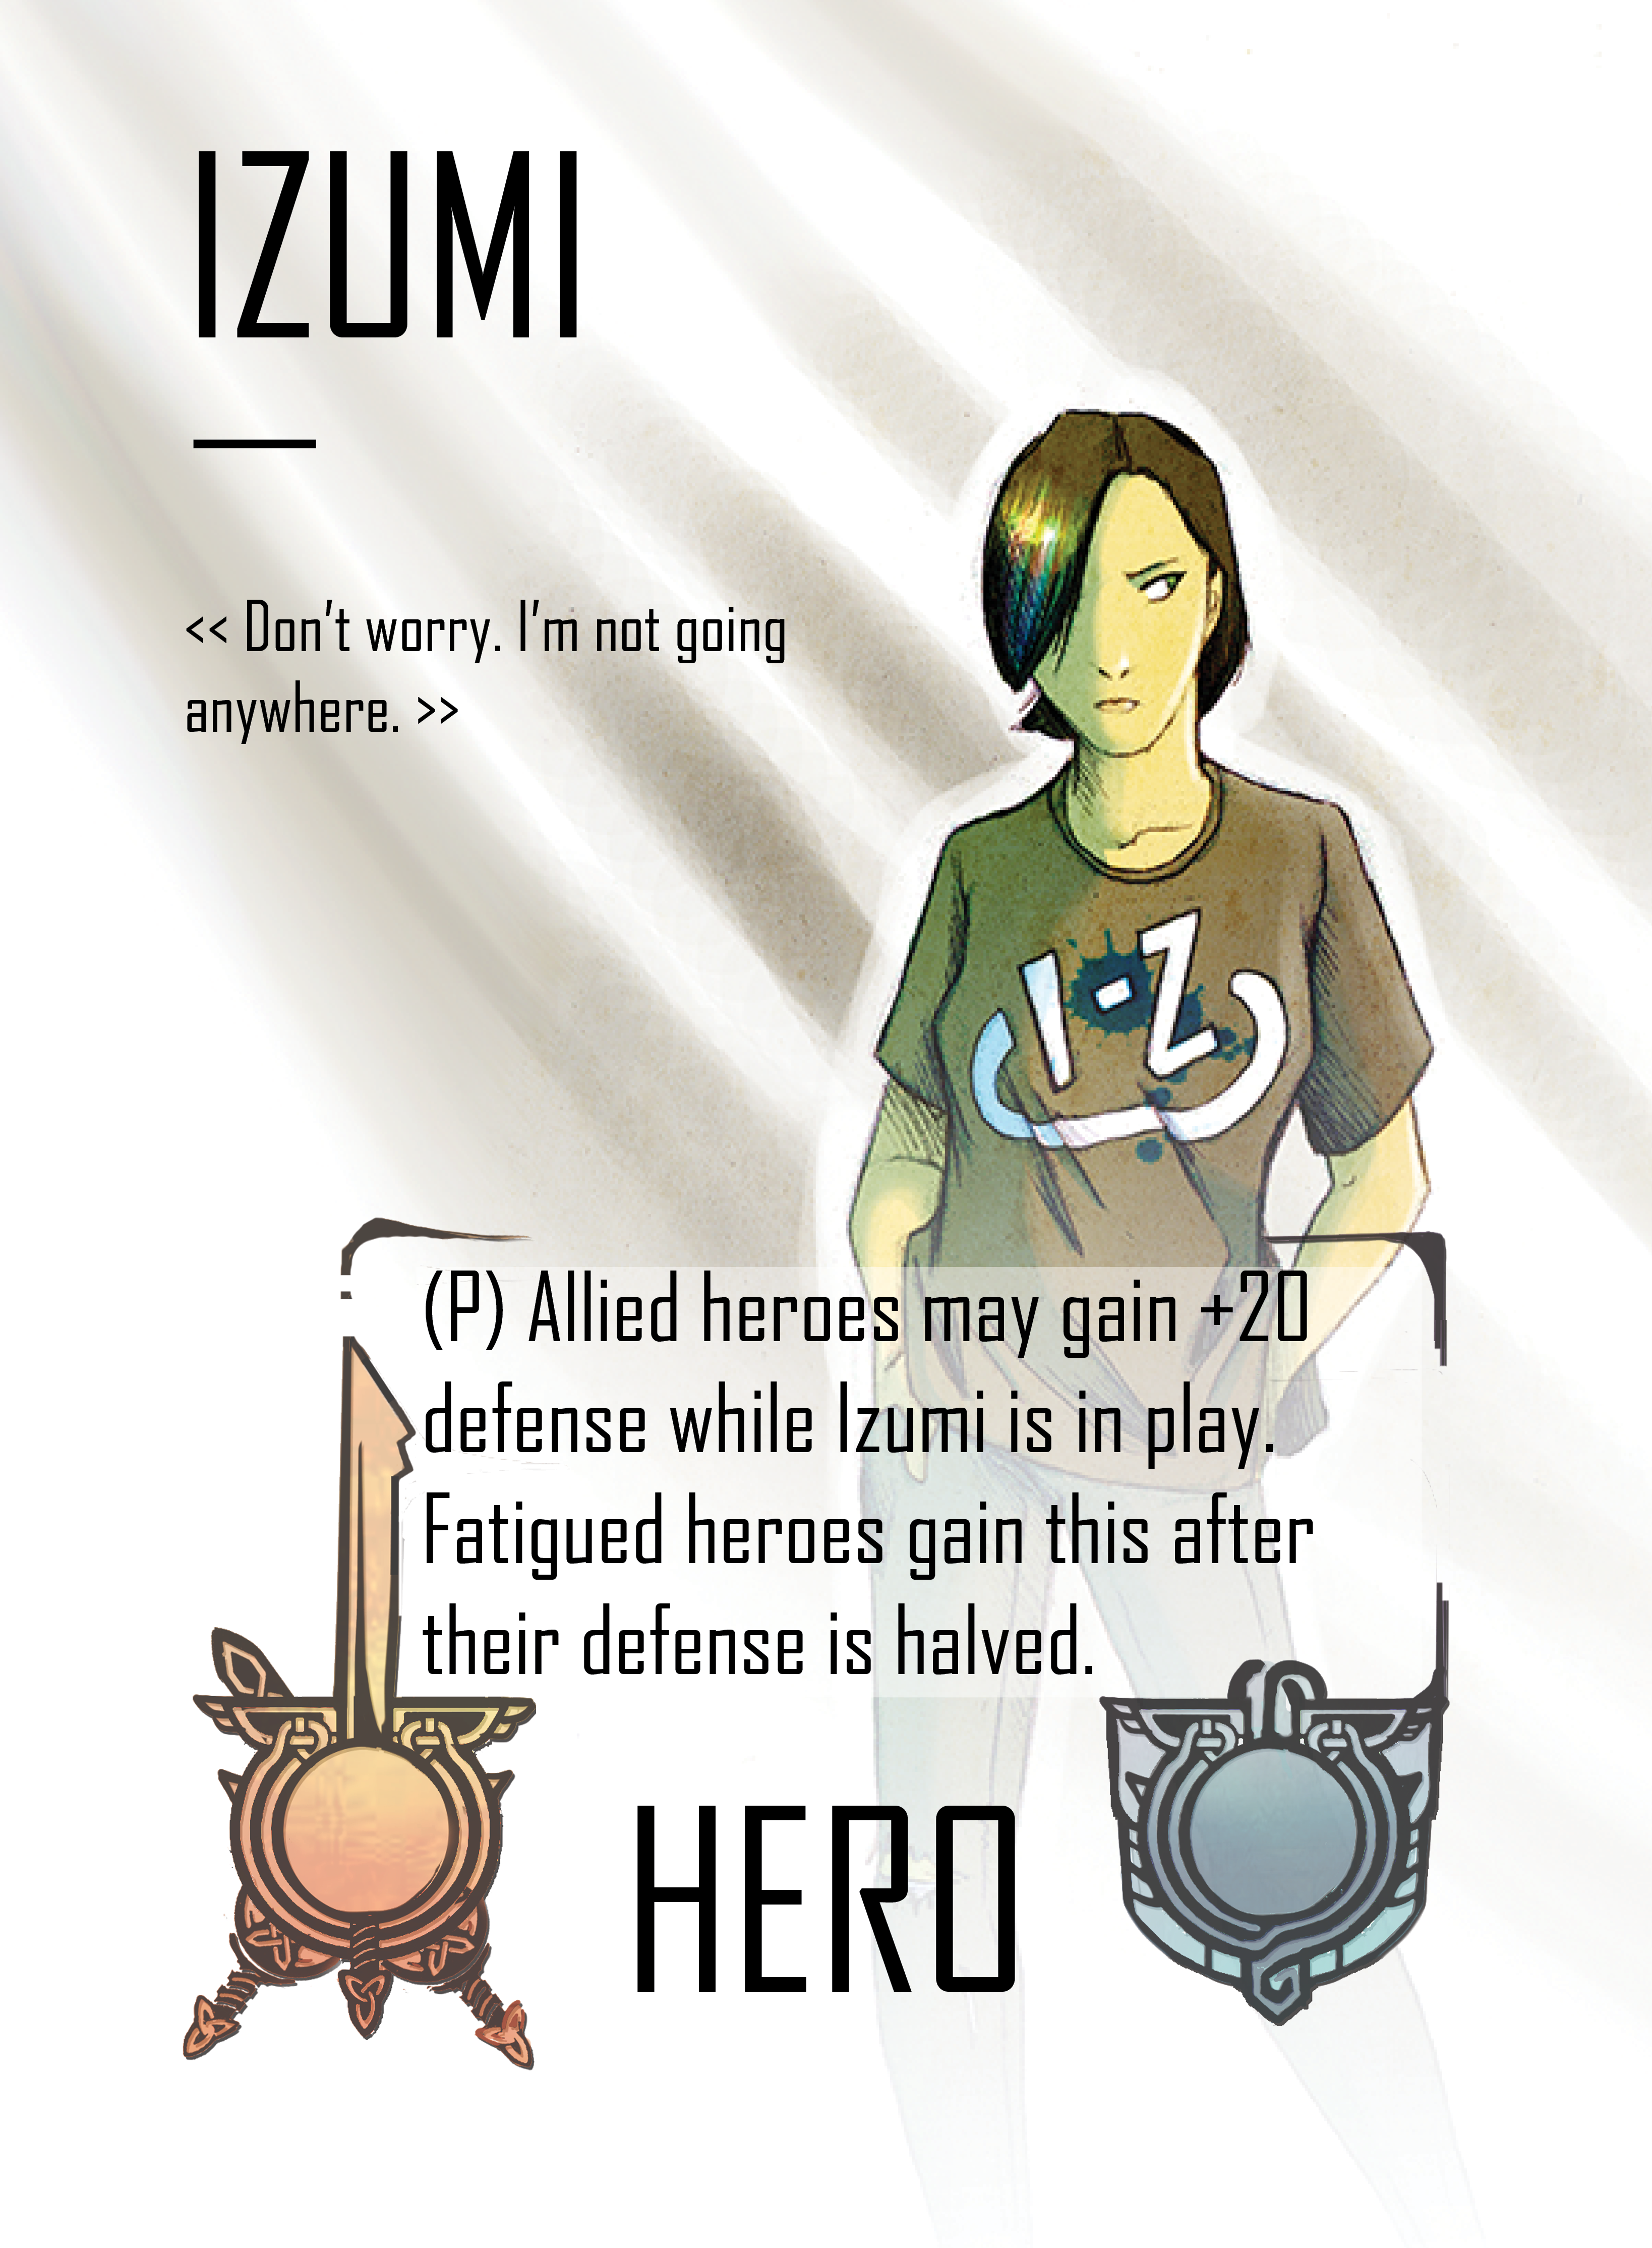 IZUMI
<< Don't worry. I'm not going
anywhere. >>
I-Z
(P) Allied heroes may gain +20
defense while Izumi is in play.
Fatigued heroes gain this after
their defense is halved.
HERO